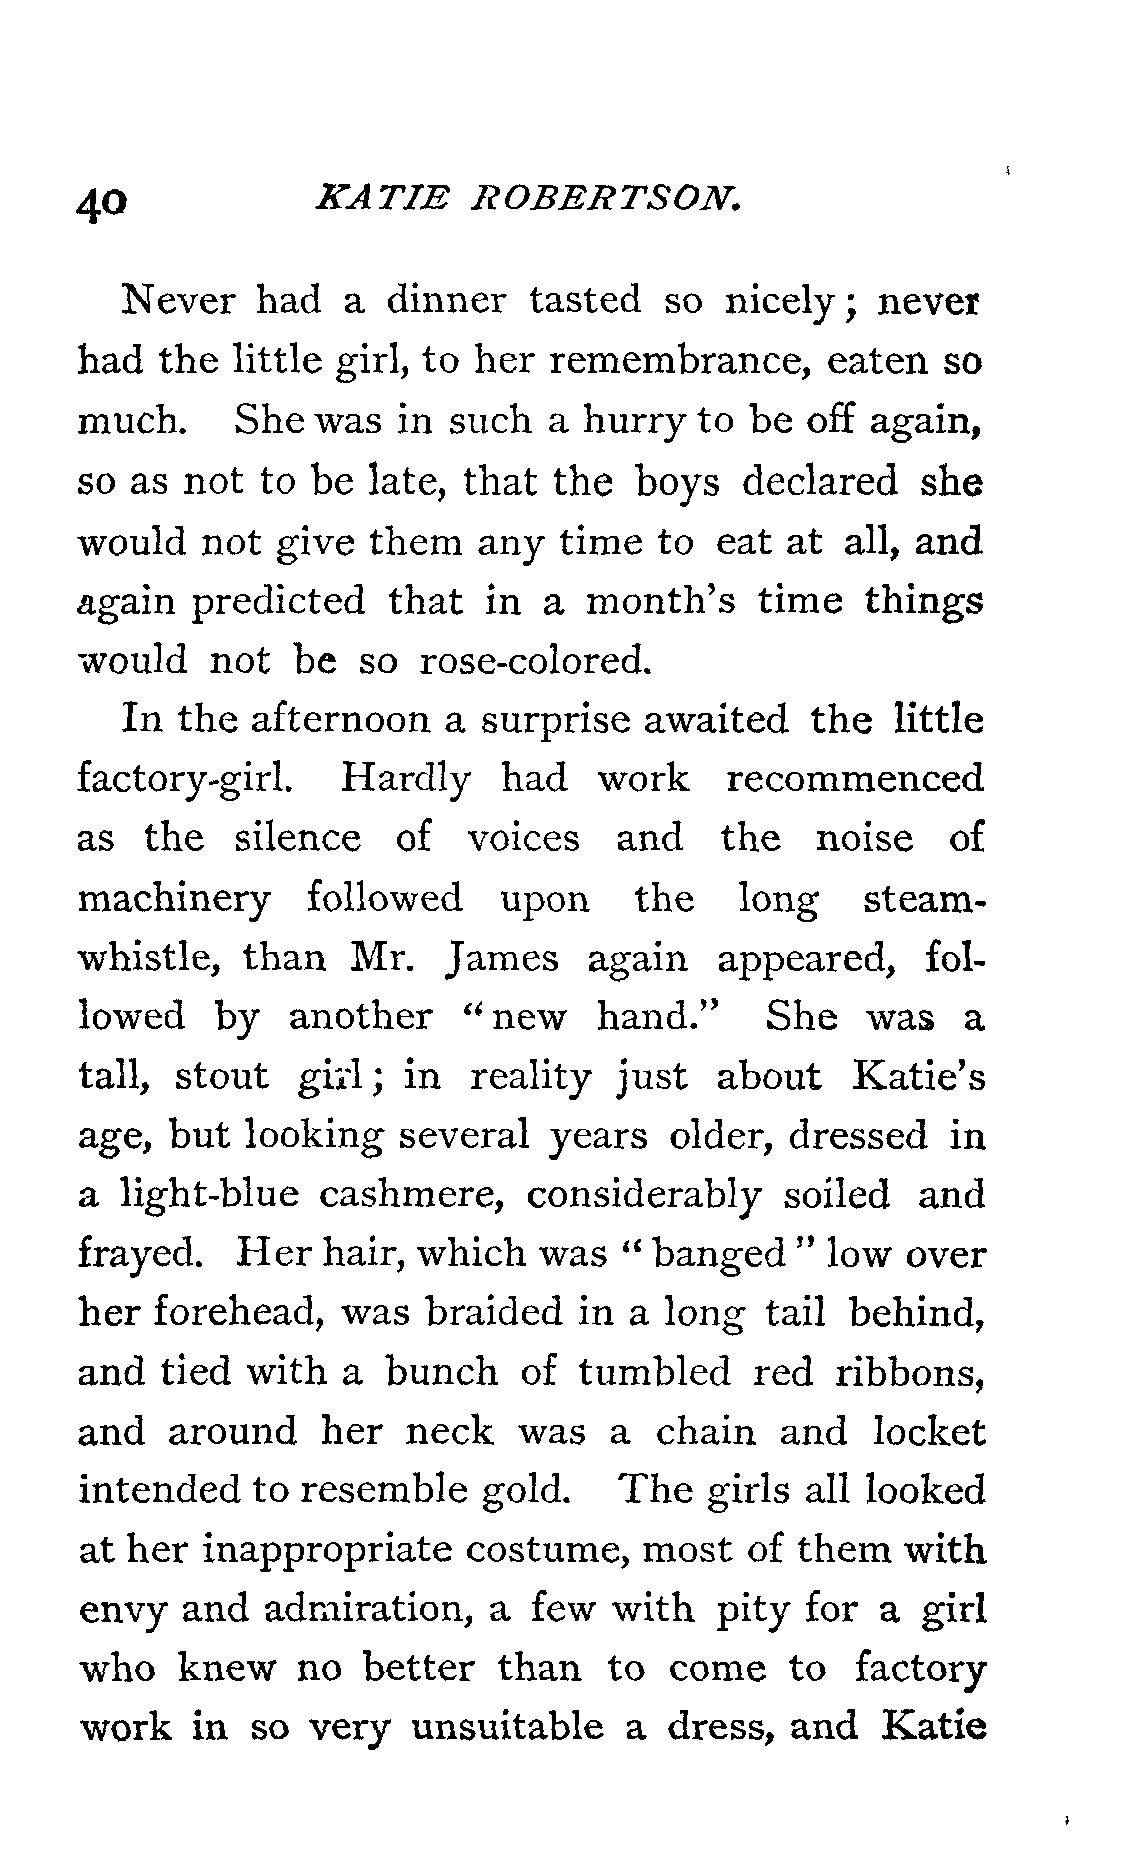 40 KATIE ROBERTSON.
Never had a dinner tasted so nicely; never
had the little girl, to her remembrance, eaten so
much. She was in such a hurry to be off again,
so as not to be late, that the boys declared she
would not give them any time to eat at all, and
again predicted that in a month's time things
would not be so rose-colored.
In the afternoon a surprise awaited the little
factory-girl. Hardly had work recommenced
as the silence of voices and the noise of
machinery followed upon the long steam-
whistle, than Mr. James again appeared, fol-
lowed by another "new hand." She was a
tall, stout girl; in reality just about Katie's
age, but looking several years older, dressed in
a light-blue cashmere, considerably soiled and
frayed. Her hair, which was "banged" low over
her forehead, was braided in a long tail behind,
and tied with a bunch of tumbled red ribbons,
and around her neck was a chain and locket
intended to resemble gold. The girls all looked
at her inappropriate costume, most of them with
envy and admiration, a few with pity for a girl
who knew no better than to come to factory
work in so very unsuitable a dress, and Katie